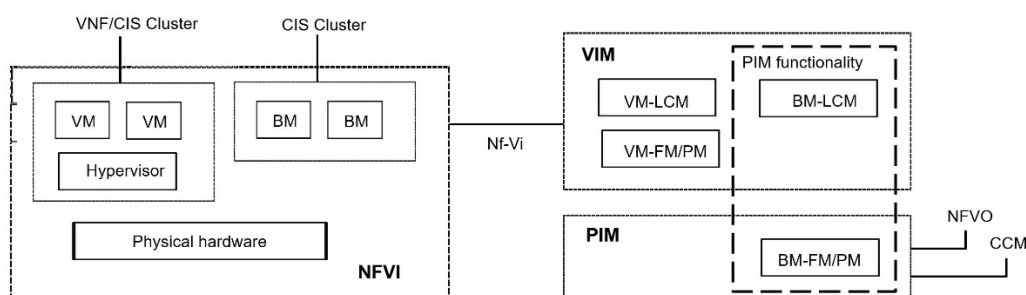 VNF/CIS Cluster
CIS Cluster
VIM
PIM functionality
VM
VM
BM
BM
VM-LCM
BM-LCM
Nf-Vi
VM-FM/PM
Hypervisor
NFVO
PIM
CCM
Physical hardware
BM-FM/PM
NFVI